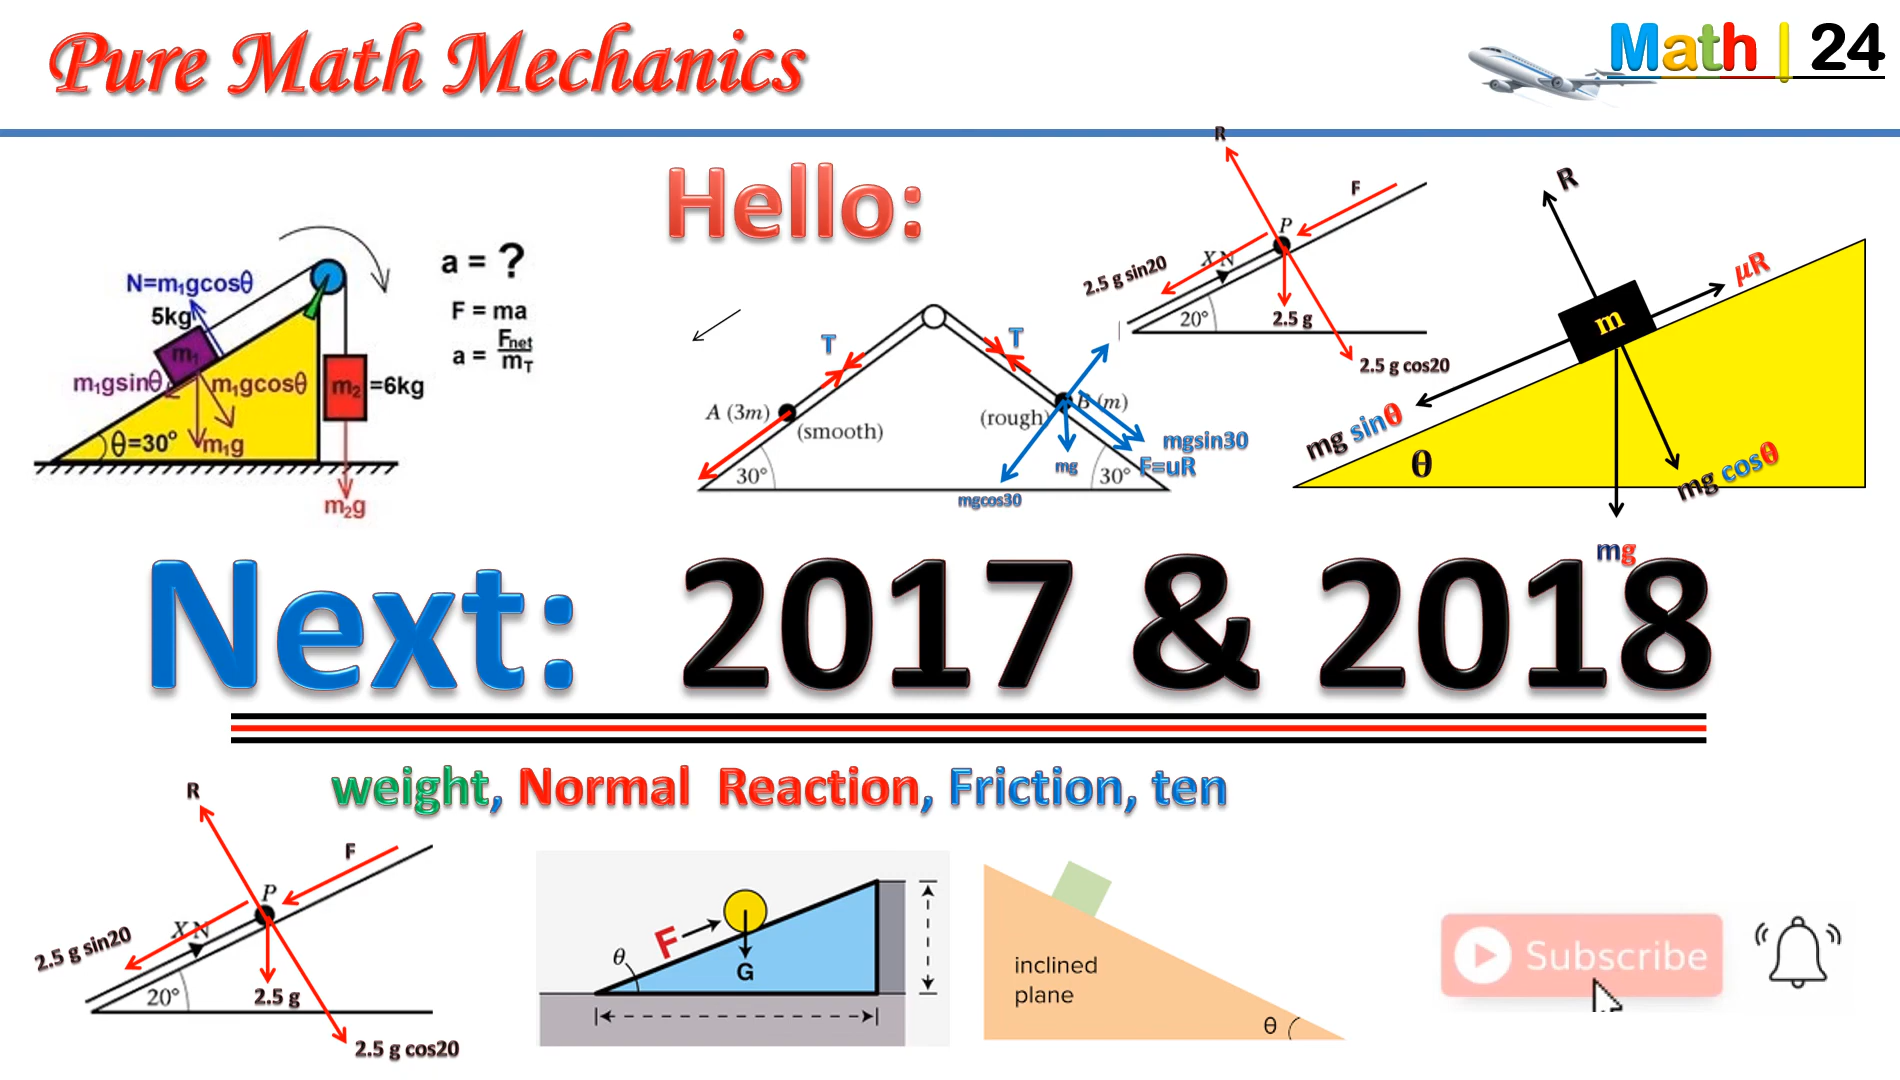 Pure Math Mechanics
Math | 24
Hello:
N=m₁gcosθ
5kg
m₁
m₁gsinθ
m₁gcosθ
θ=30°
m₁g
m₂
=6kg
m₂g
a = ?
F = ma
a = Fnet
mT
T
T
A (3m)
(smooth)
30°
B (m)
(rough)
30°
mg
mgcos30
mgsin30
F=uR
R
F
P
X N
2.5 g sin20
20°
2.5 g
2.5 g cos20
R
μR
m
mg sinθ
θ
mg cosθ
mg
Next: 2017 & 2018
weight, Normal Reaction, Friction, ten
R
F
P
X N
2.5 g sin20
20°
2.5 g
2.5 g cos20
F
θ
G
inclined
plane
θ
Subscribe